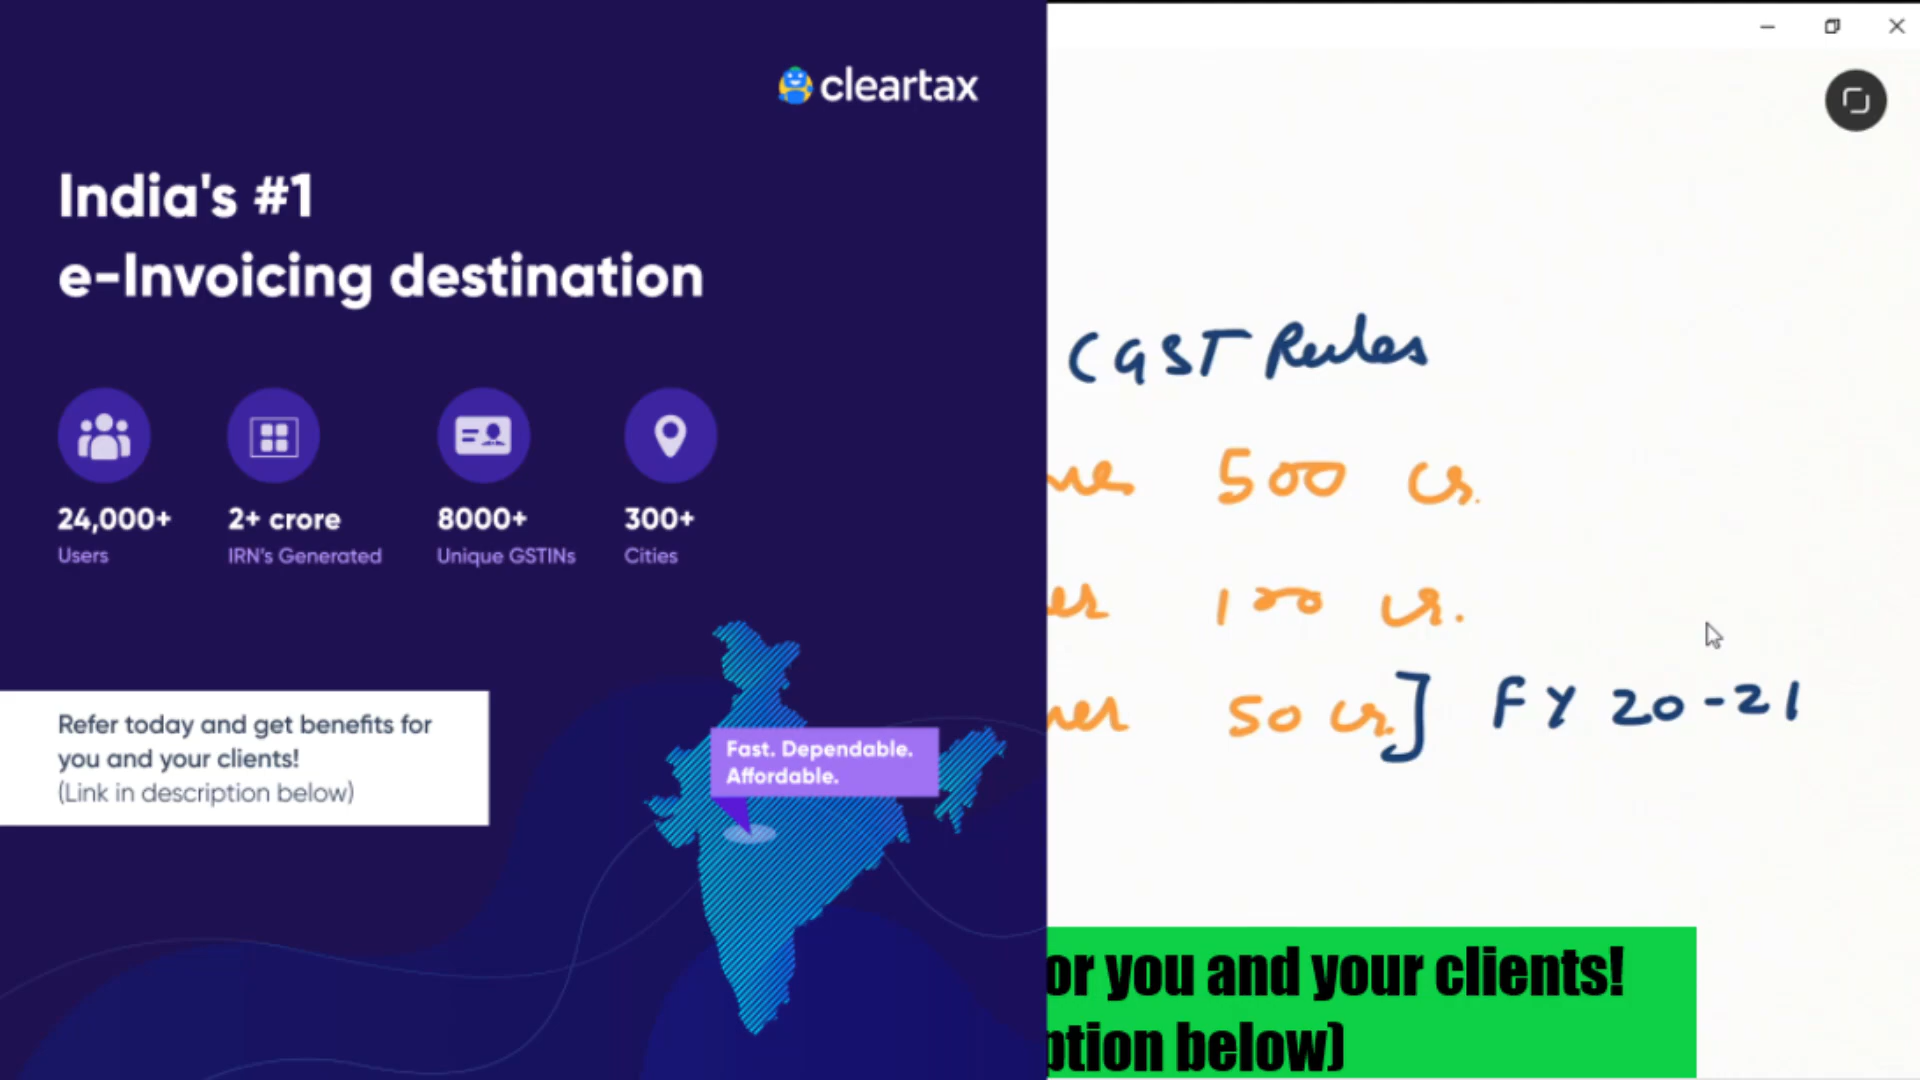 cleartax
India's #1
e-Invoicing destination
24,000+
Users
2+ crore
IRN's Generated
8000+
Unique GSTINs
300+
Cities
Refer today and get benefits for
you and your clients!
(Link in description below)
Fast. Dependable.
Affordable.
CGST Rules
500 cr.
100 cr.
50 cr.] FY 20-21
or you and your clients!
ption below)